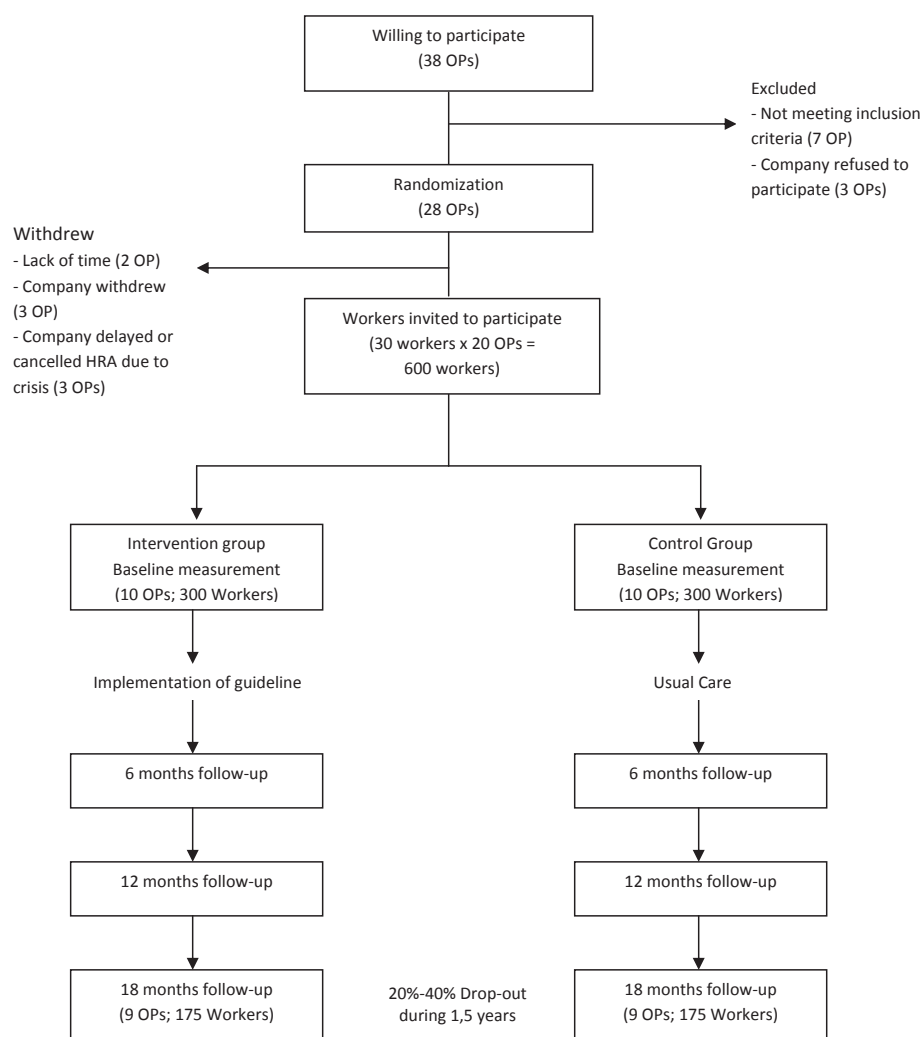 Willing to participate
(38 OPs)
Excluded
- Not meeting inclusion
criteria (7 OP)
- Company refused to
participate (3 OPs)
Randomization
(28 OPs)
Withdrew
- Lack of time (2 OP)
- Company withdrew
(3 OP)
- Company delayed or
cancelled HRA due to
crisis (3 OPs)
Workers invited to participate
(30 workers x 20 OPs =
600 workers)
Intervention group
Baseline measurement
(10 OPs; 300 Workers)
Control Group
Baseline measurement
(10 OPs; 300 Workers)
Implementation of guideline
Usual Care
6 months follow-up
6 months follow-up
12 months follow-up
12 months follow-up
18 months follow-up
(9 OPs; 175 Workers)
20%-40% Drop-out
during 1,5 years
18 months follow-up
(9 OPs; 175 Workers)